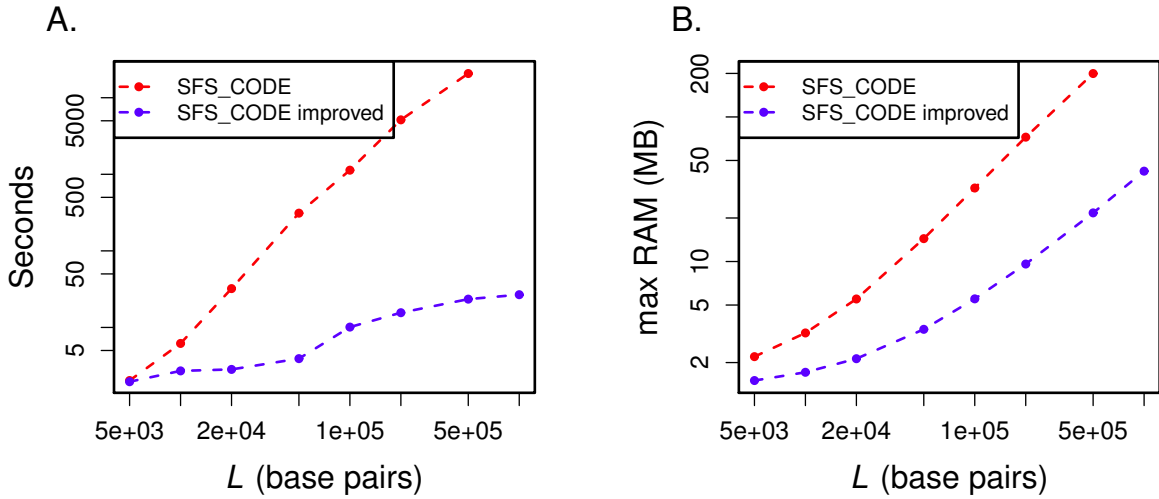 A.
SFS_CODE
SFS_CODE improved
Seconds
5000
500
50
5
5e+03
2e+04
1e+05
5e+05
L (base pairs)
B.
SFS_CODE
SFS_CODE improved
max RAM (MB)
200
50
10
5
2
5e+03
2e+04
1e+05
5e+05
L (base pairs)